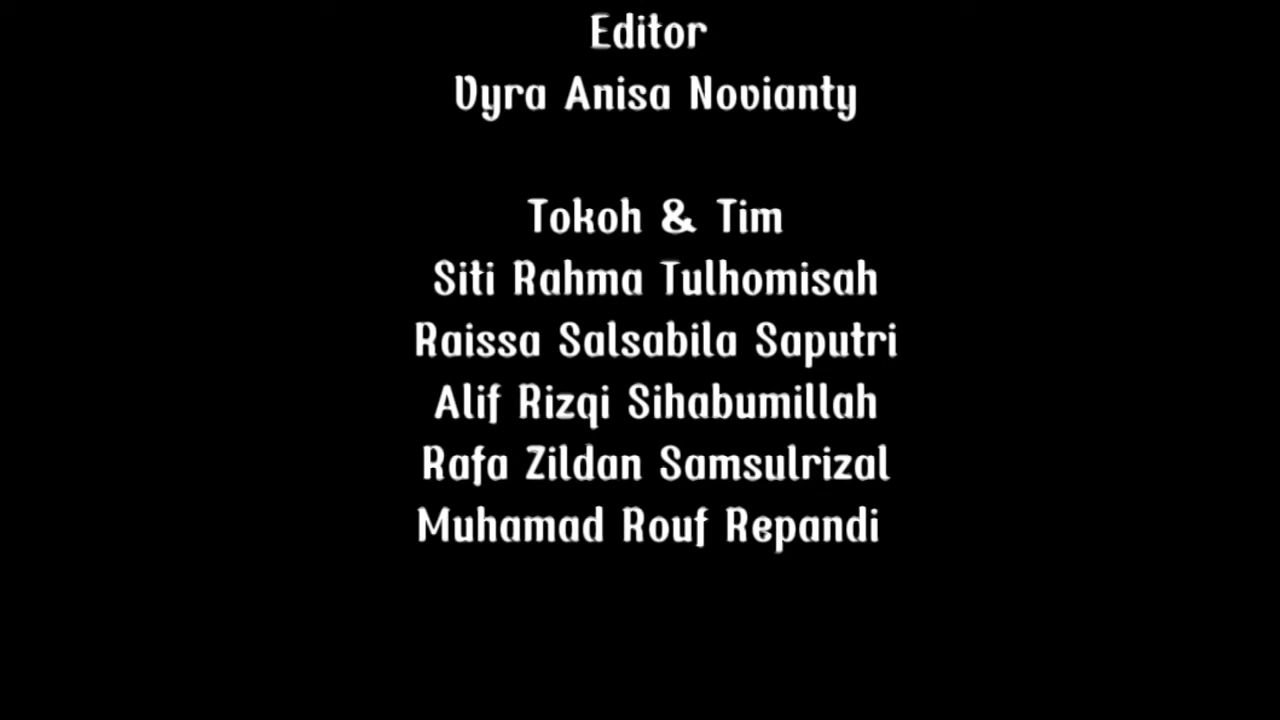 Editor
Vyra Anisa Novianty
Tokoh & Tim
Siti Rahma Tulhomisah
Raissa Salsabila Saputri
Alif Rizqi Sihabumillah
Rafa Zildan Samsulrizal
Muhamad Rouf Repandi